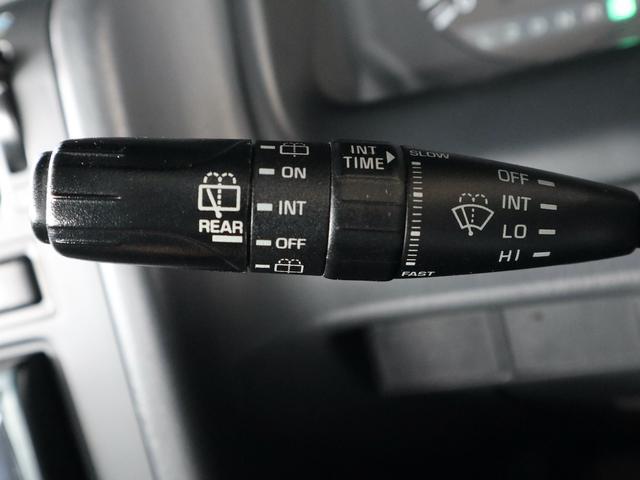 REAR
ON
INT
OFF
INT
TIME
SLOW
FAST
OFF
INT
LO
HI